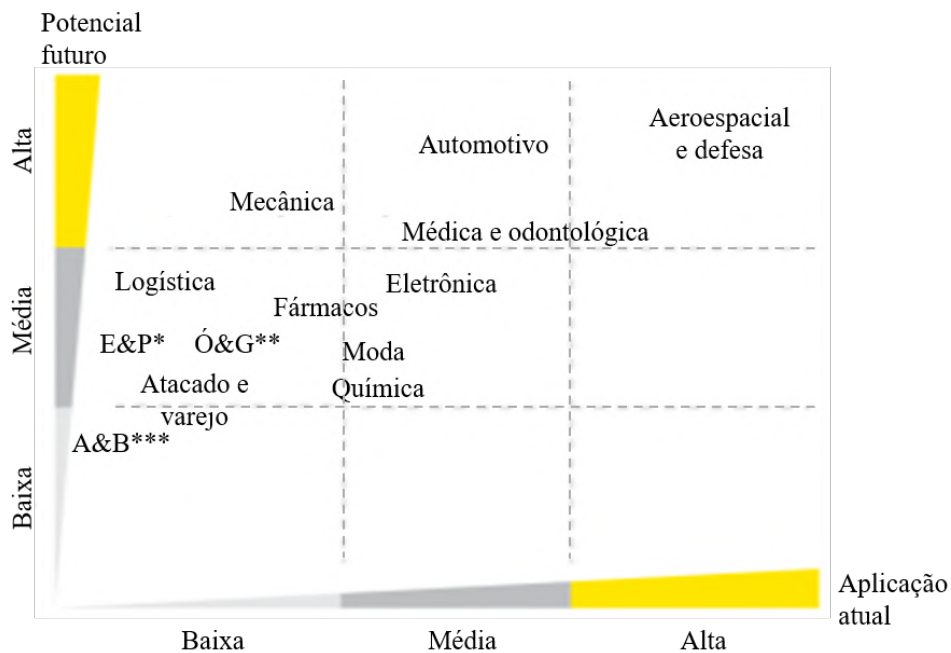 Potencial
futuro
Alta
Aeroespacial
e defesa
Automotivo
Mecânica
Médica e odontológica
Média
Logística
Eletrônica
Fármacos
E&P*
Ó&G**
Moda
Atacado e
varejo
Química
A&B***
Baixa
Aplicação
atual
Baixa
Média
Alta